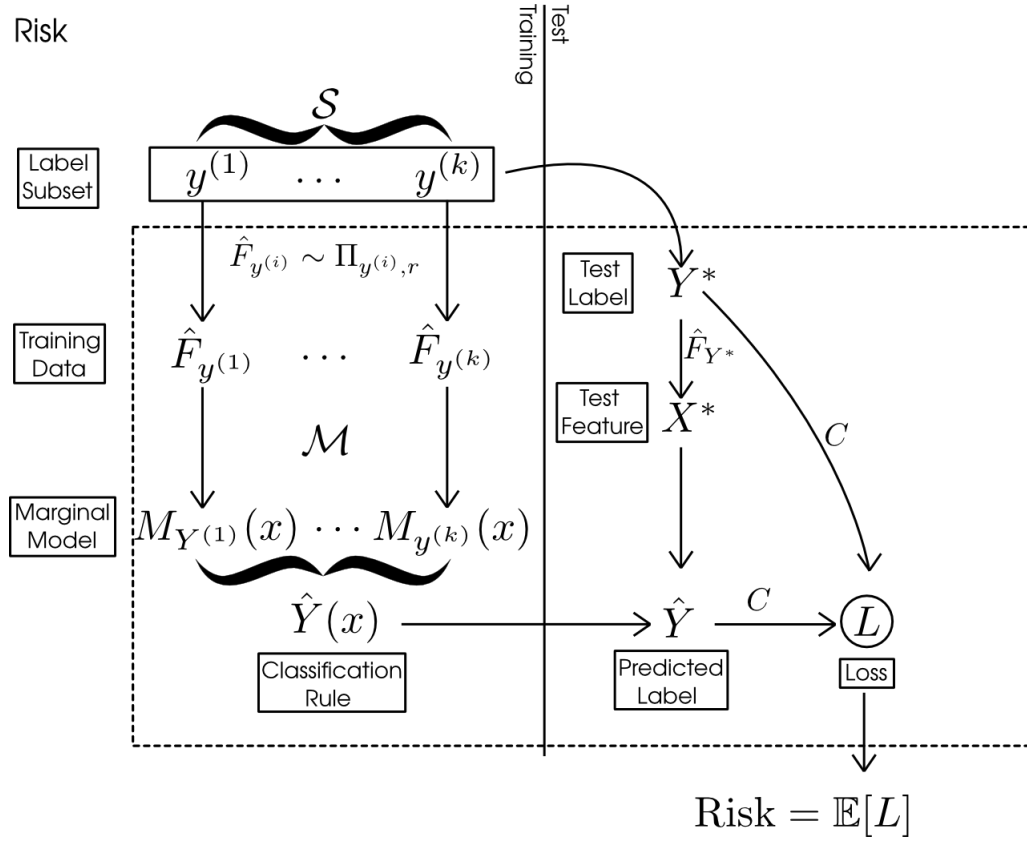 Risk
Training
Test
𝒮
Label
Subset
y^{(1)} ⋯ y^{(k)}
F̂_{y^{(i)}} ∼ Π_{y^{(i)},r}
Test
Label
Y*
Training
Data
F̂_{y^{(1)}} ⋯ F̂_{y^{(k)}}
F̂_{Y*}
Test
Feature
X*
C
ℳ
Marginal
Model
M_{Y^{(1)}}(x) ⋯ M_{y^{(k)}}(x)
Ŷ(x)
Ŷ
C
L
Classification
Rule
Predicted
Label
Loss
Risk = 𝔼[L]